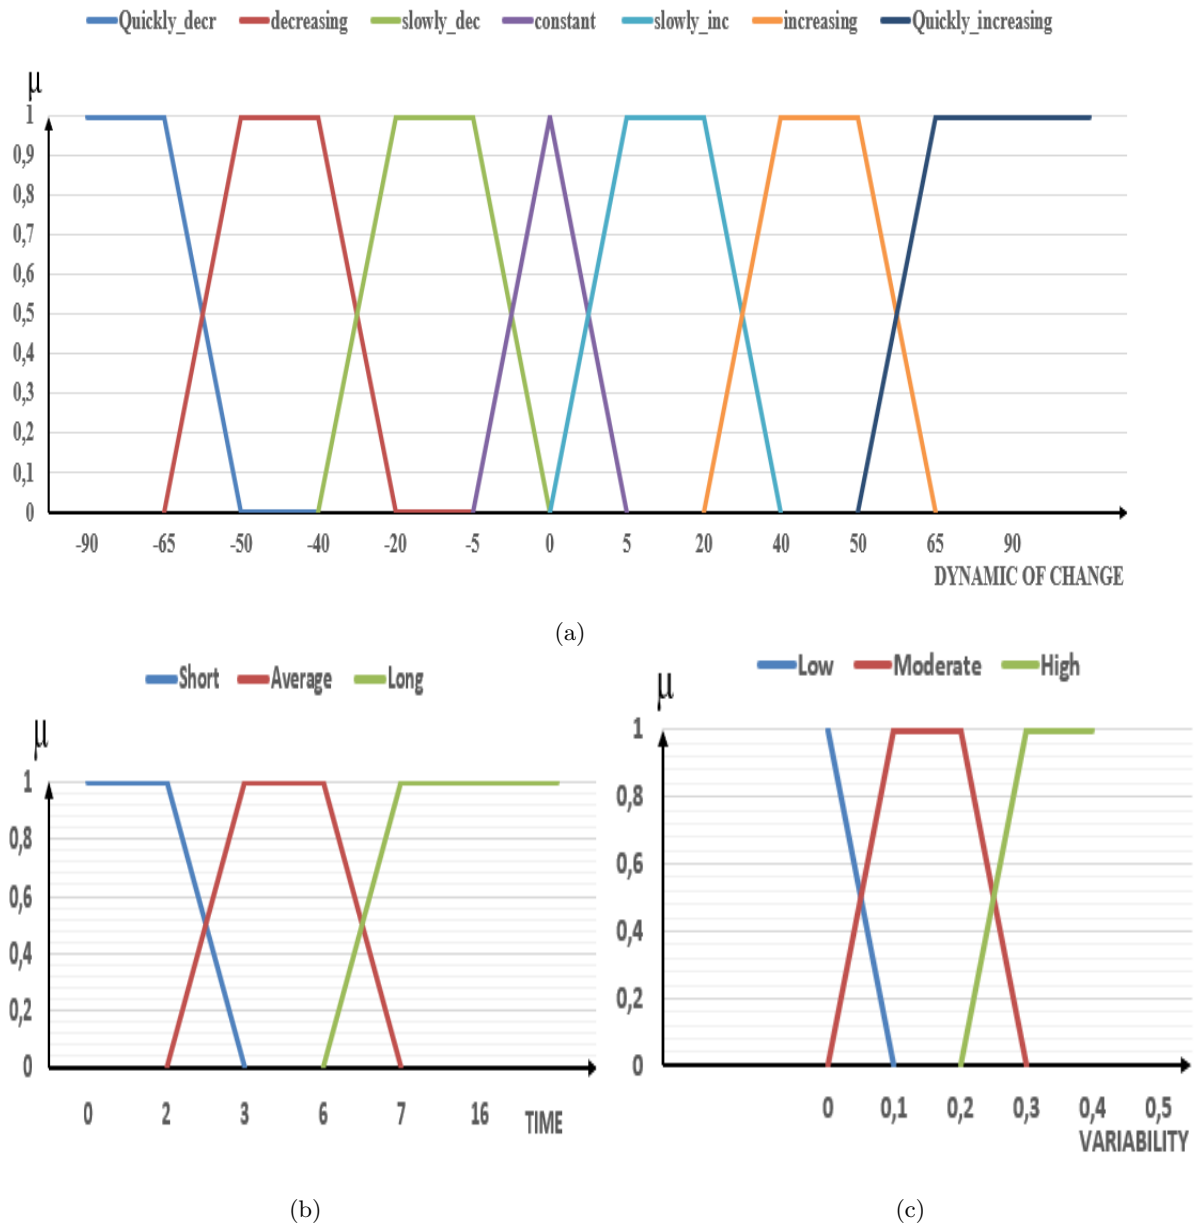 Quickly_decr decreasing slowly_dec constant slowly_inc increasing Quickly_increasing
μ
1
0,9
0,8
0,7
0,6
0,5
0,4
0,3
0,2
0,1
0
-90 -65 -50 -40 -20 -5 0 5 20 40 50 65 90
DYNAMIC OF CHANGE
(a)
Short Average Long
μ
1
0,8
0,6
0,4
0,2
0
0 2 3 6 7 16 TIME
(b)
Low Moderate High
μ
1
0,8
0,6
0,4
0,2
0
0 0,1 0,2 0,3 0,4 0,5
VARIABILITY
(c)